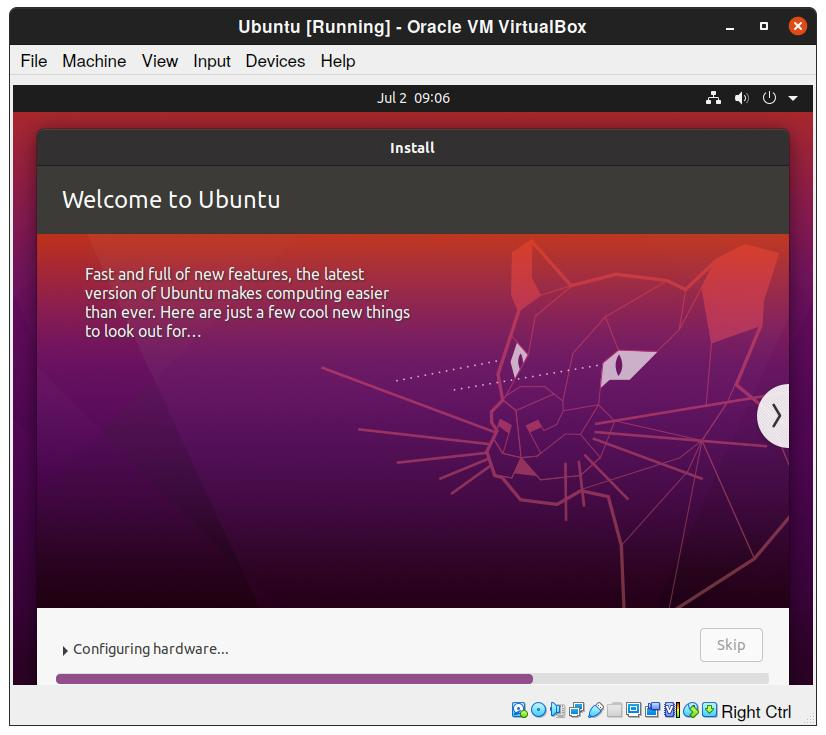 Ubuntu [Running] - Oracle VM VirtualBox
File Machine View Input Devices Help
Jul 2 09:06
Install
Welcome to Ubuntu
Fast and full of new features, the latest
version of Ubuntu makes computing easier
than ever. Here are just a few cool new things
to look out for...
Configuring hardware...
Skip
Right Ctrl